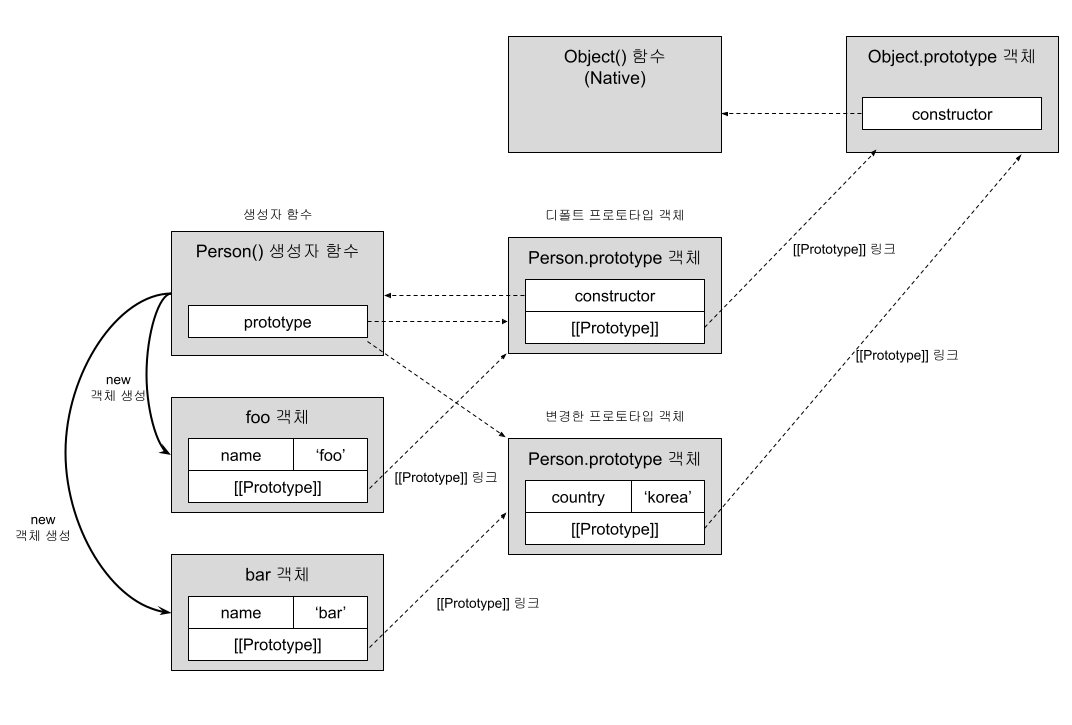 Object() 함수
(Native)
Object.prototype 객체
constructor
생성자 함수
Person() 생성자 함수
prototype
디폴트 프로토타입 객체
Person.prototype 객체
constructor
[[Prototype]]
[[Prototype]] 링크
[[Prototype]] 링크
new
객체 생성
foo 객체
name
‘foo’
[[Prototype]]
[[Prototype]] 링크
변경한 프로토타입 객체
Person.prototype 객체
country
‘korea’
[[Prototype]]
new
객체 생성
bar 객체
name
‘bar’
[[Prototype]]
[[Prototype]] 링크